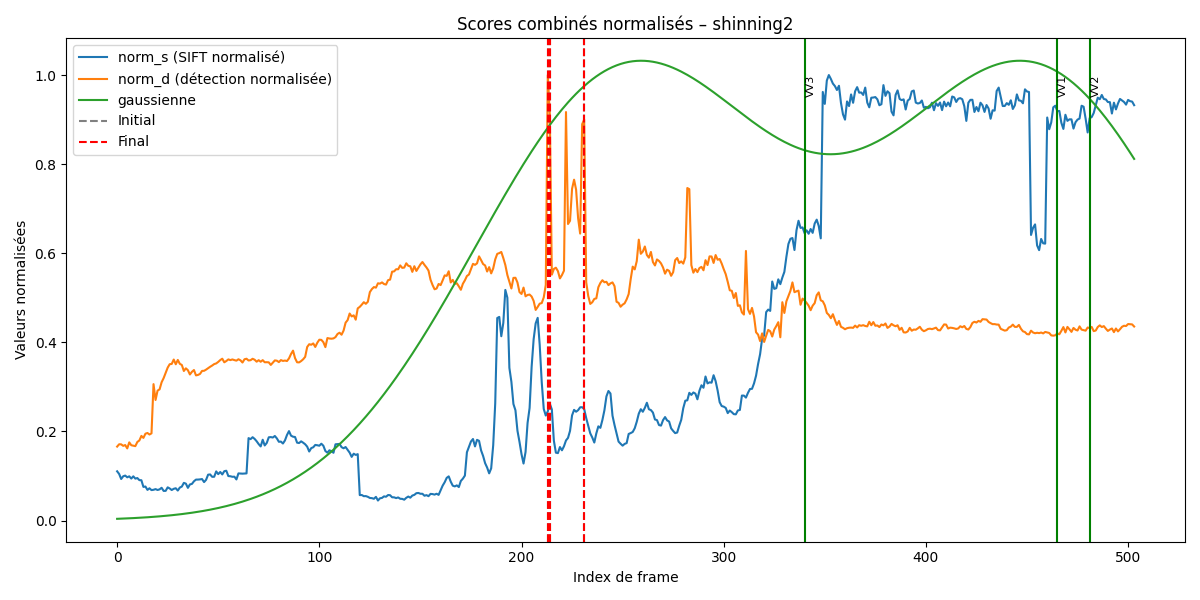 Scores combinés normalisés – shinning2
norm_s (SIFT normalisé)
norm_d (détection normalisée)
gaussienne
Initial
Final
VV3
VV1
VV2
Valeurs normalisées
1.0
0.8
0.6
0.4
0.2
0.0
0
100
200
300
400
500
Index de frame